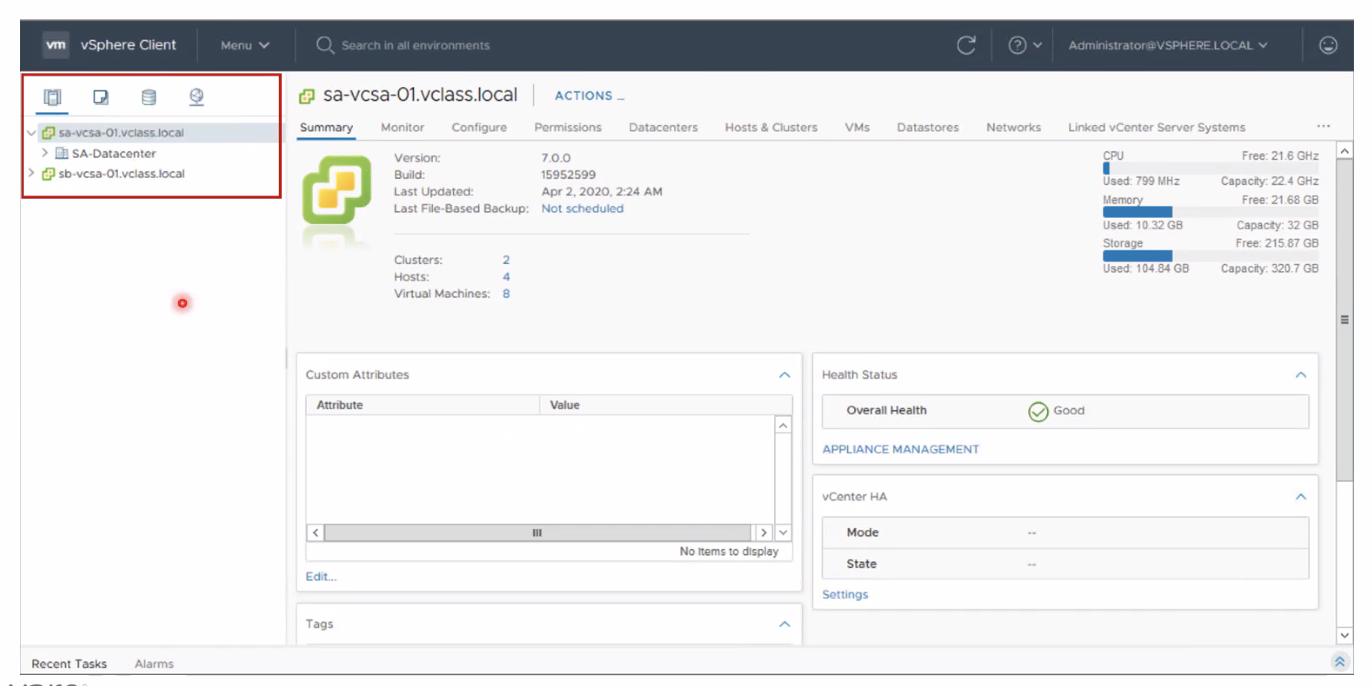 vm vSphere Client Menu Search in all environments Administrator@VSPHERE.LOCAL
sa-vcsa-01.vclass.local
SA-Datacenter
sb-vcsa-01.vclass.local
sa-vcsa-01.vclass.local ACTIONS
Summary Monitor Configure Permissions Datacenters Hosts & Clusters VMs Datastores Networks Linked vCenter Server Systems ...
Version: 7.0.0
Build: 15952599
Last Updated: Apr 2, 2020, 2:24 AM
Last File-Based Backup: Not scheduled
Clusters: 2
Hosts: 4
Virtual Machines: 8
CPU Free: 21.6 GHz
Used: 799 MHz Capacity: 22.4 GHz
Memory Free: 21.68 GB
Used: 10.32 GB Capacity: 32 GB
Storage Free: 215.87 GB
Used: 104.84 GB Capacity: 320.7 GB
Custom Attributes
Attribute Value
No items to display
Edit...
Tags
Health Status
Overall Health Good
APPLIANCE MANAGEMENT
vCenter HA
Mode --
State --
Settings
Recent Tasks Alarms